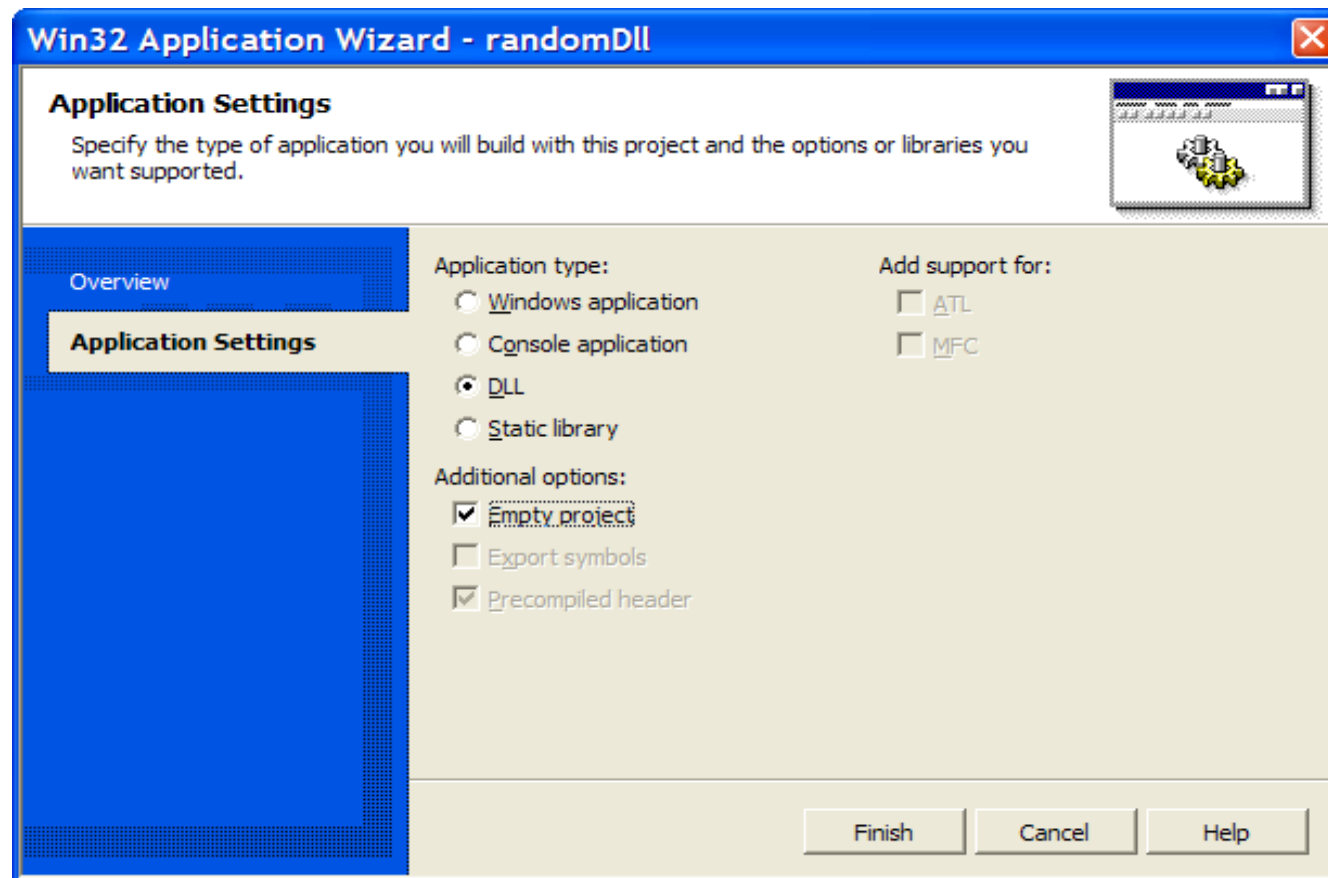 Win32 Application Wizard - randomDll
Application Settings
Specify the type of application you will build with this project and the options or libraries you
want supported.
Overview
Application Settings
Application type:
Windows application
Console application
DLL
Static library
Additional options:
Empty project
Export symbols
Precompiled header
Add support for:
ATL
MFC
Finish
Cancel
Help